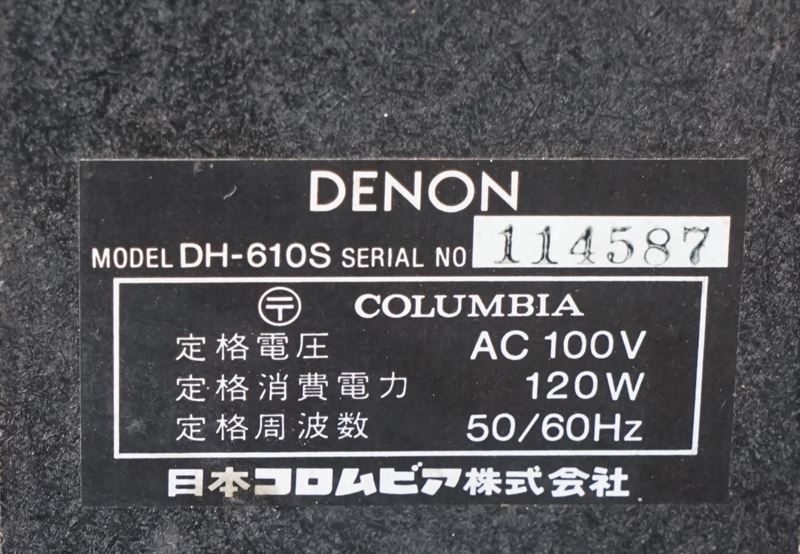 DENON
MODEL DH-610S SERIAL NO 114587
〶 COLUMBIA
定格電圧 AC 100V
定格消費電力 120W
定格周波数 50/60Hz
日本コロムビア株式会社